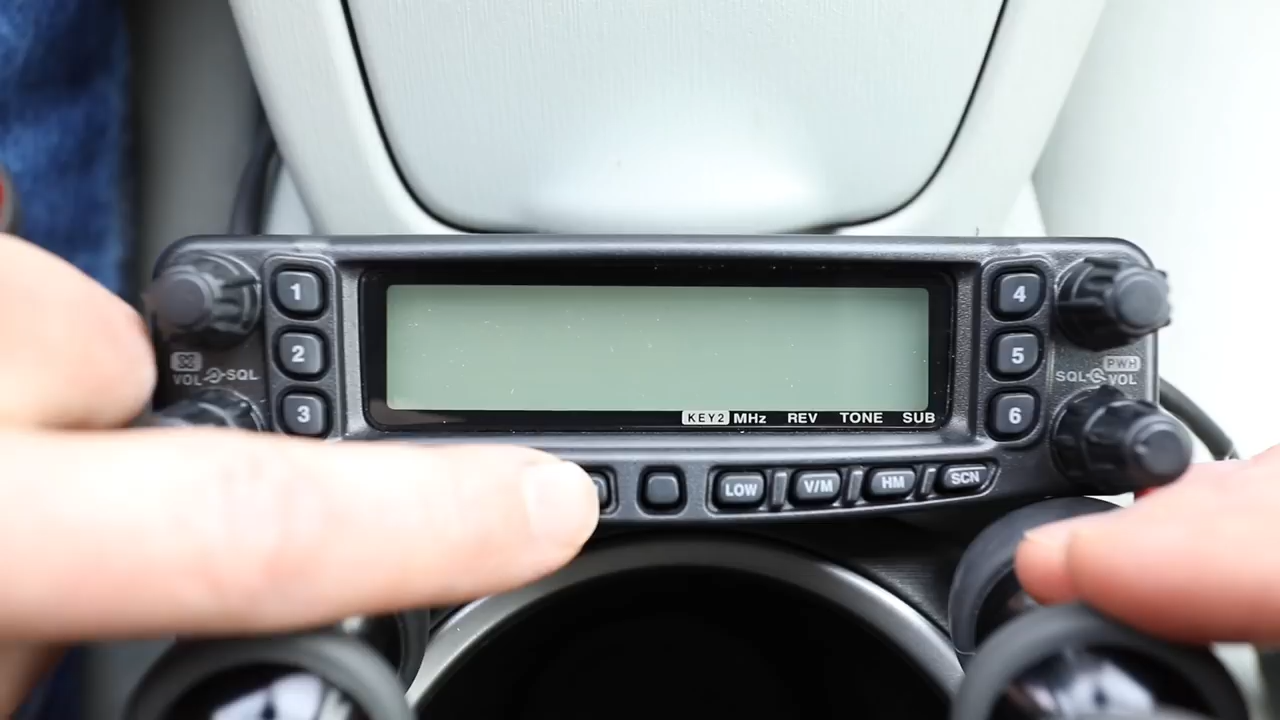 1
2
3
VOL SQL
KEY2 MHz REV TONE SUB
4
5
6
PWR
SQL VOL
LOW V/M HM SCN